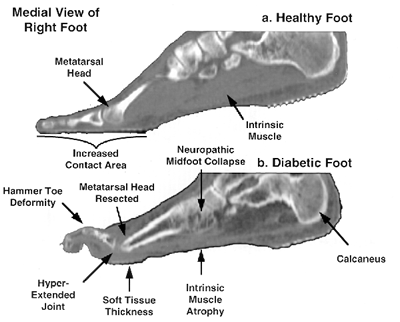 Medial View of
Right Foot
a. Healthy Foot
Metatarsal
Head
Intrinsic
Muscle
Increased
Contact Area
Neuropathic
Midfoot Collapse
b. Diabetic Foot
Hammer Toe
Deformity
Metatarsal Head
Resected
Calcaneus
Hyper-
Extended
Joint
Soft Tissue
Thickness
Intrinsic
Muscle
Atrophy